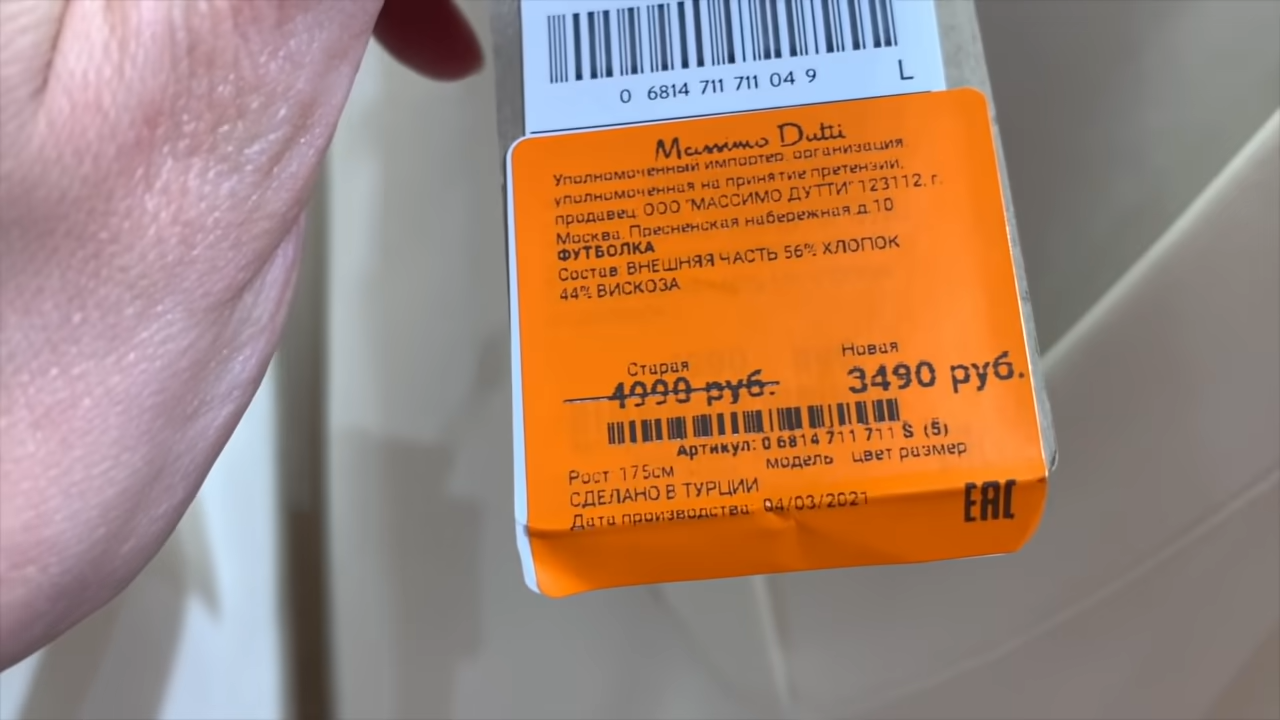 0 6814 711 711 04 9
L
Massimo Dutti
Уполномоченный импортер, организация,
уполномоченная на принятие претензий,
продавец: ООО "МАССИМО ДУТТИ" 123112, г.
Москва, Пресненская набережная д.10
ФУТБОЛКА
Состав: ВНЕШНЯЯ ЧАСТЬ 56% ХЛОПОК
44% ВИСКОЗА
Старая Новая
4990 руб. 3490 руб.
Артикул: 0 6814 711 711 S (5)
модель цвет размер
Рост: 175см
СДЕЛАНО В ТУРЦИИ
Дата производства: 04/03/2021
EAC